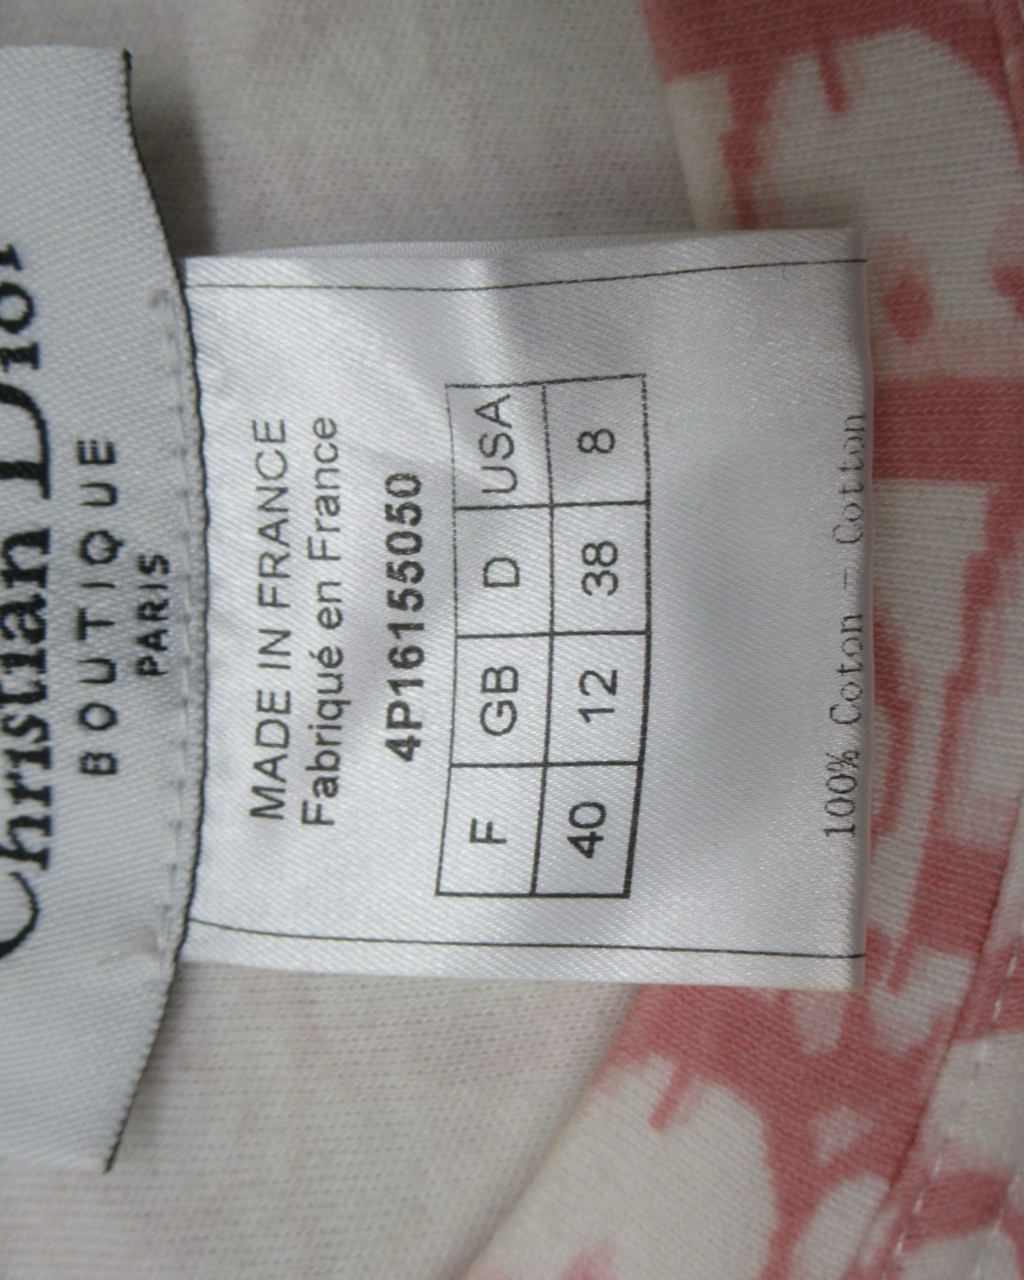 Christian Dior
BOUTIQUE
PARIS
MADE IN FRANCE
Fabriqué en France
4P16155050
F GB D USA
40 12 38 8
100% Coton - Cotton